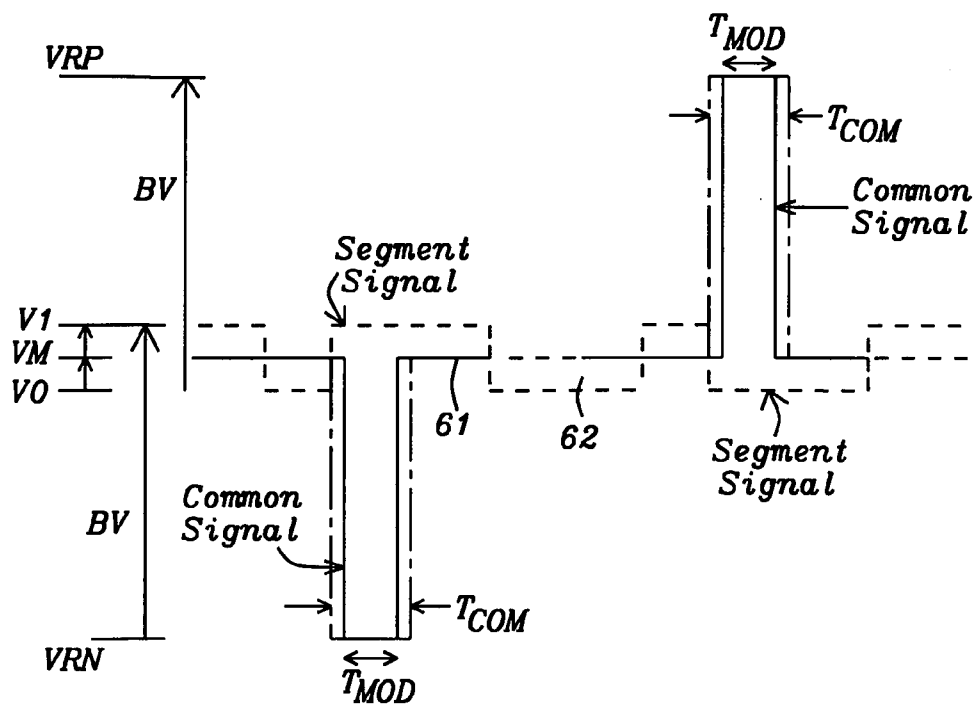 T_MOD
VRP
T_COM
BV
Common
Signal
Segment
Signal
V1
VM
V0
61
62
Segment
Signal
Common
Signal
BV
T_COM
VRN
T_MOD